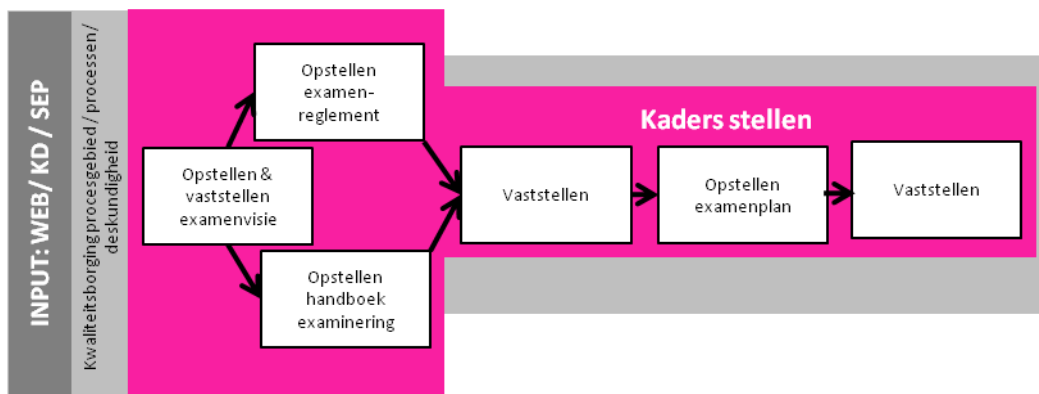 INPUT: WEB/ KD / SEP
Kwaliteitsborging procesgebied / processen /
deskundigheid
Opstellen
examen-
reglement
Kaders stellen
Opstellen &
vaststellen
examenvisie
Vaststellen
Opstellen
examenplan
Vaststellen
Opstellen
handboek
examinering